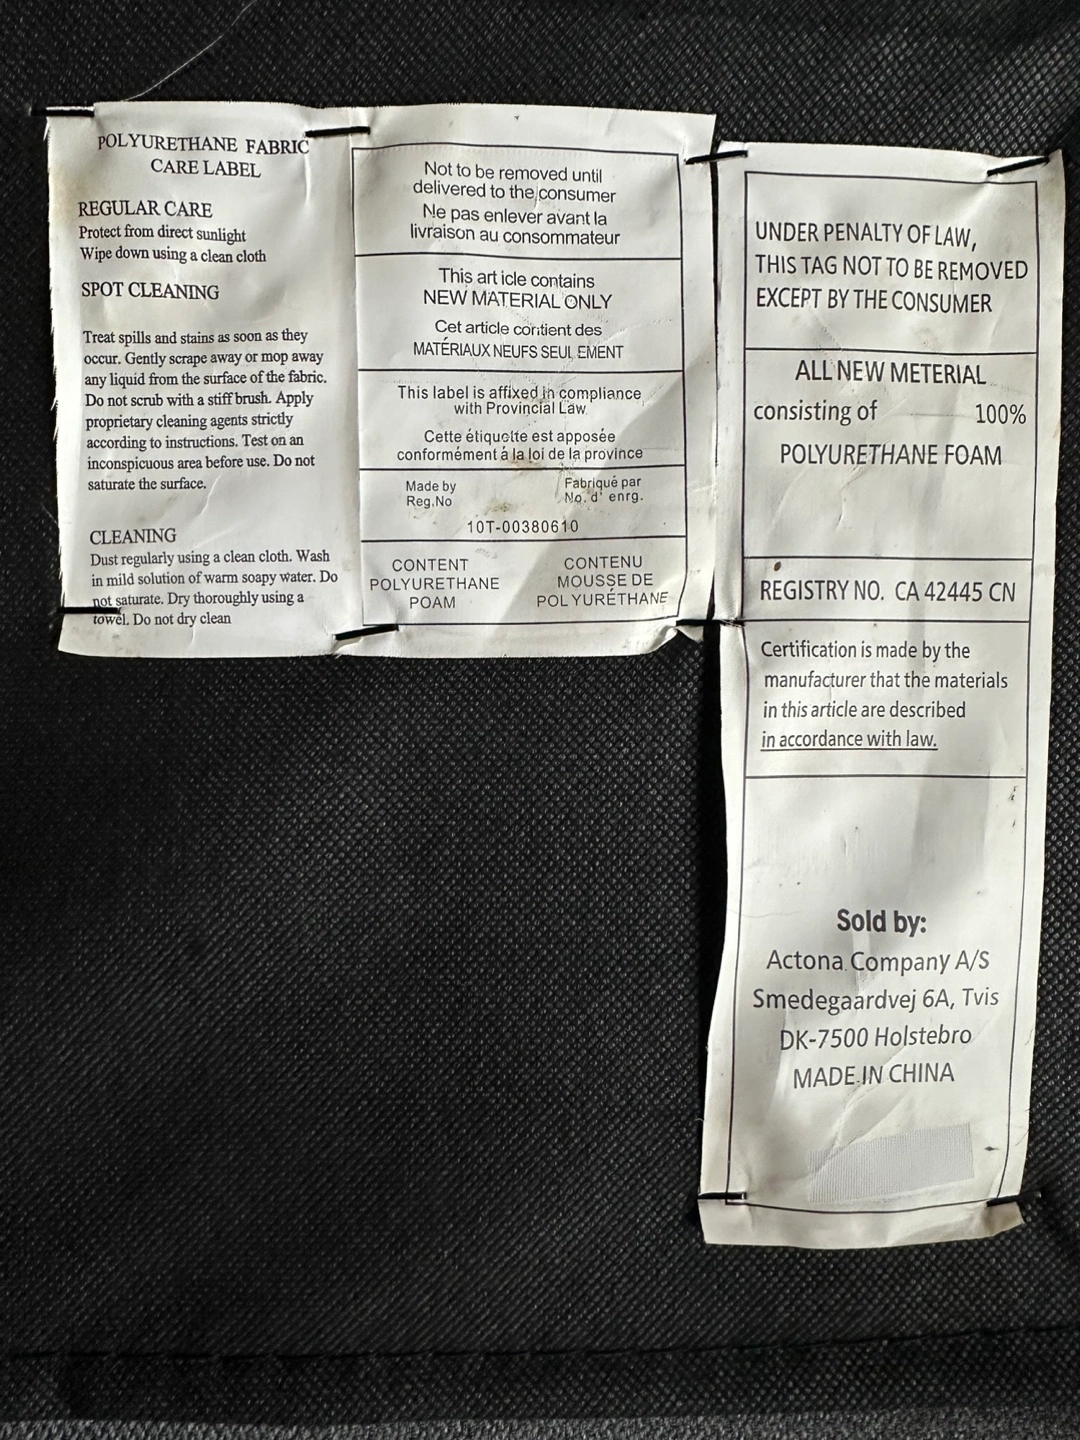 POLYURETHANE FABRIC
CARE LABEL
REGULAR CARE
Protect from direct sunlight
Wipe down using a clean cloth
SPOT CLEANING
Treat spills and stains as soon as they
occur. Gently scrape away or mop away
any liquid from the surface of the fabric.
Do not scrub with a stiff brush. Apply
proprietary cleaning agents strictly
according to instructions. Test on an
inconspicuous area before use. Do not
saturate the surface.
CLEANING
Dust regularly using a clean cloth. Wash
in mild solution of warm soapy water. Do
not saturate. Dry thoroughly using a
towel. Do not dry clean
Not to be removed until
delivered to the consumer
Ne pas enlever avant la
livraison au consommateur
This art icle contains
NEW MATERIAL ONLY
Cet article contient des
MATÉRIAUX NEUFS SEUL EMENT
This label is affixed in compliance
with Provincial Law
Cette étiquolte est apposée
conformément á la loi de la province
Made by
Reg.No
Fabriqué par
No. d' enrg.
10T-00380610
CONTENT
POLYURETHANE
POAM
CONTENU
MOUSSE DE
POLYURÉTHANE
UNDER PENALTY OF LAW,
THIS TAG NOT TO BE REMOVED
EXCEPT BY THE CONSUMER
ALL NEW METERIAL
consisting of 100%
POLYURETHANE FOAM
REGISTRY NO. CA 42445 CN
Certification is made by the
manufacturer that the materials
in this article are described
in accordance with law.
Sold by:
Actona Company A/S
Smedegaardvej 6A, Tvis
DK-7500 Holstebro
MADE IN CHINA